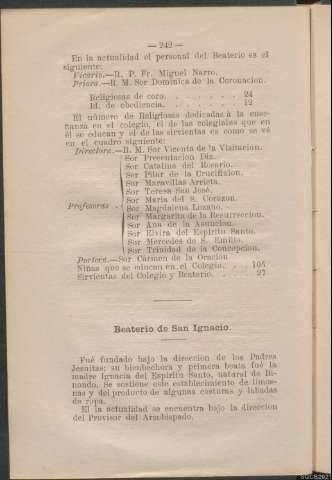 — 242 —
En la actualidad el personal del Beaterio es el
siguiente:
Vicario.—R. P. Fr. Miguel Narro.
Priora.—R. M. Sor Dominica de la Coronacion.
Religiosas de coro. . . . . . . . 24
Id. de obediencia. . . . . . . . 12
El número de Religiosas dedicadas á la ense-
ñanza en el colegio, el de las colegialas que en
él se educan y el de las sirvientas es como se vé
en el cuadro siguiente:
Directora.—R. M. Sor Vicenta de la Visitacion.
Sor Presentacion Diz.
Sor Catalina del Rosario.
Sor Pilar de la Crucifixion.
Sor Maravillas Arrieta.
Sor Teresa San José.
Sor Maria del S. Corazon.
Profesoras . . Sor Magdalena Lozano.
Sor Margarita de la Resurreccion.
Sor Ana de la Asuncion.
Sor Elvira del Espiritu Santo.
Sor Mercedes de S. Emilio.
Sor Trinidad de la Concepcion.
Portera.—Sor Cármen de la Oracion
Niñas que se educan en el Colegio. . . 105
Sirvientas del Colegio y Beaterio. . . 27
Beaterio de San Ignacio.
Fué fundado bajo la direccion de los Padres
Jesuitas; su bienhechora y primera beata fué la
madre Ignacia del Espíritu Santo, natural de Bi-
nondo. Se sostiene este establecimiento de limos-
nas y del producto de algunas costuras y labados
de ropa.
El la actualidad se encuentra bajo la direccion
del Provisor del Arzobispado.